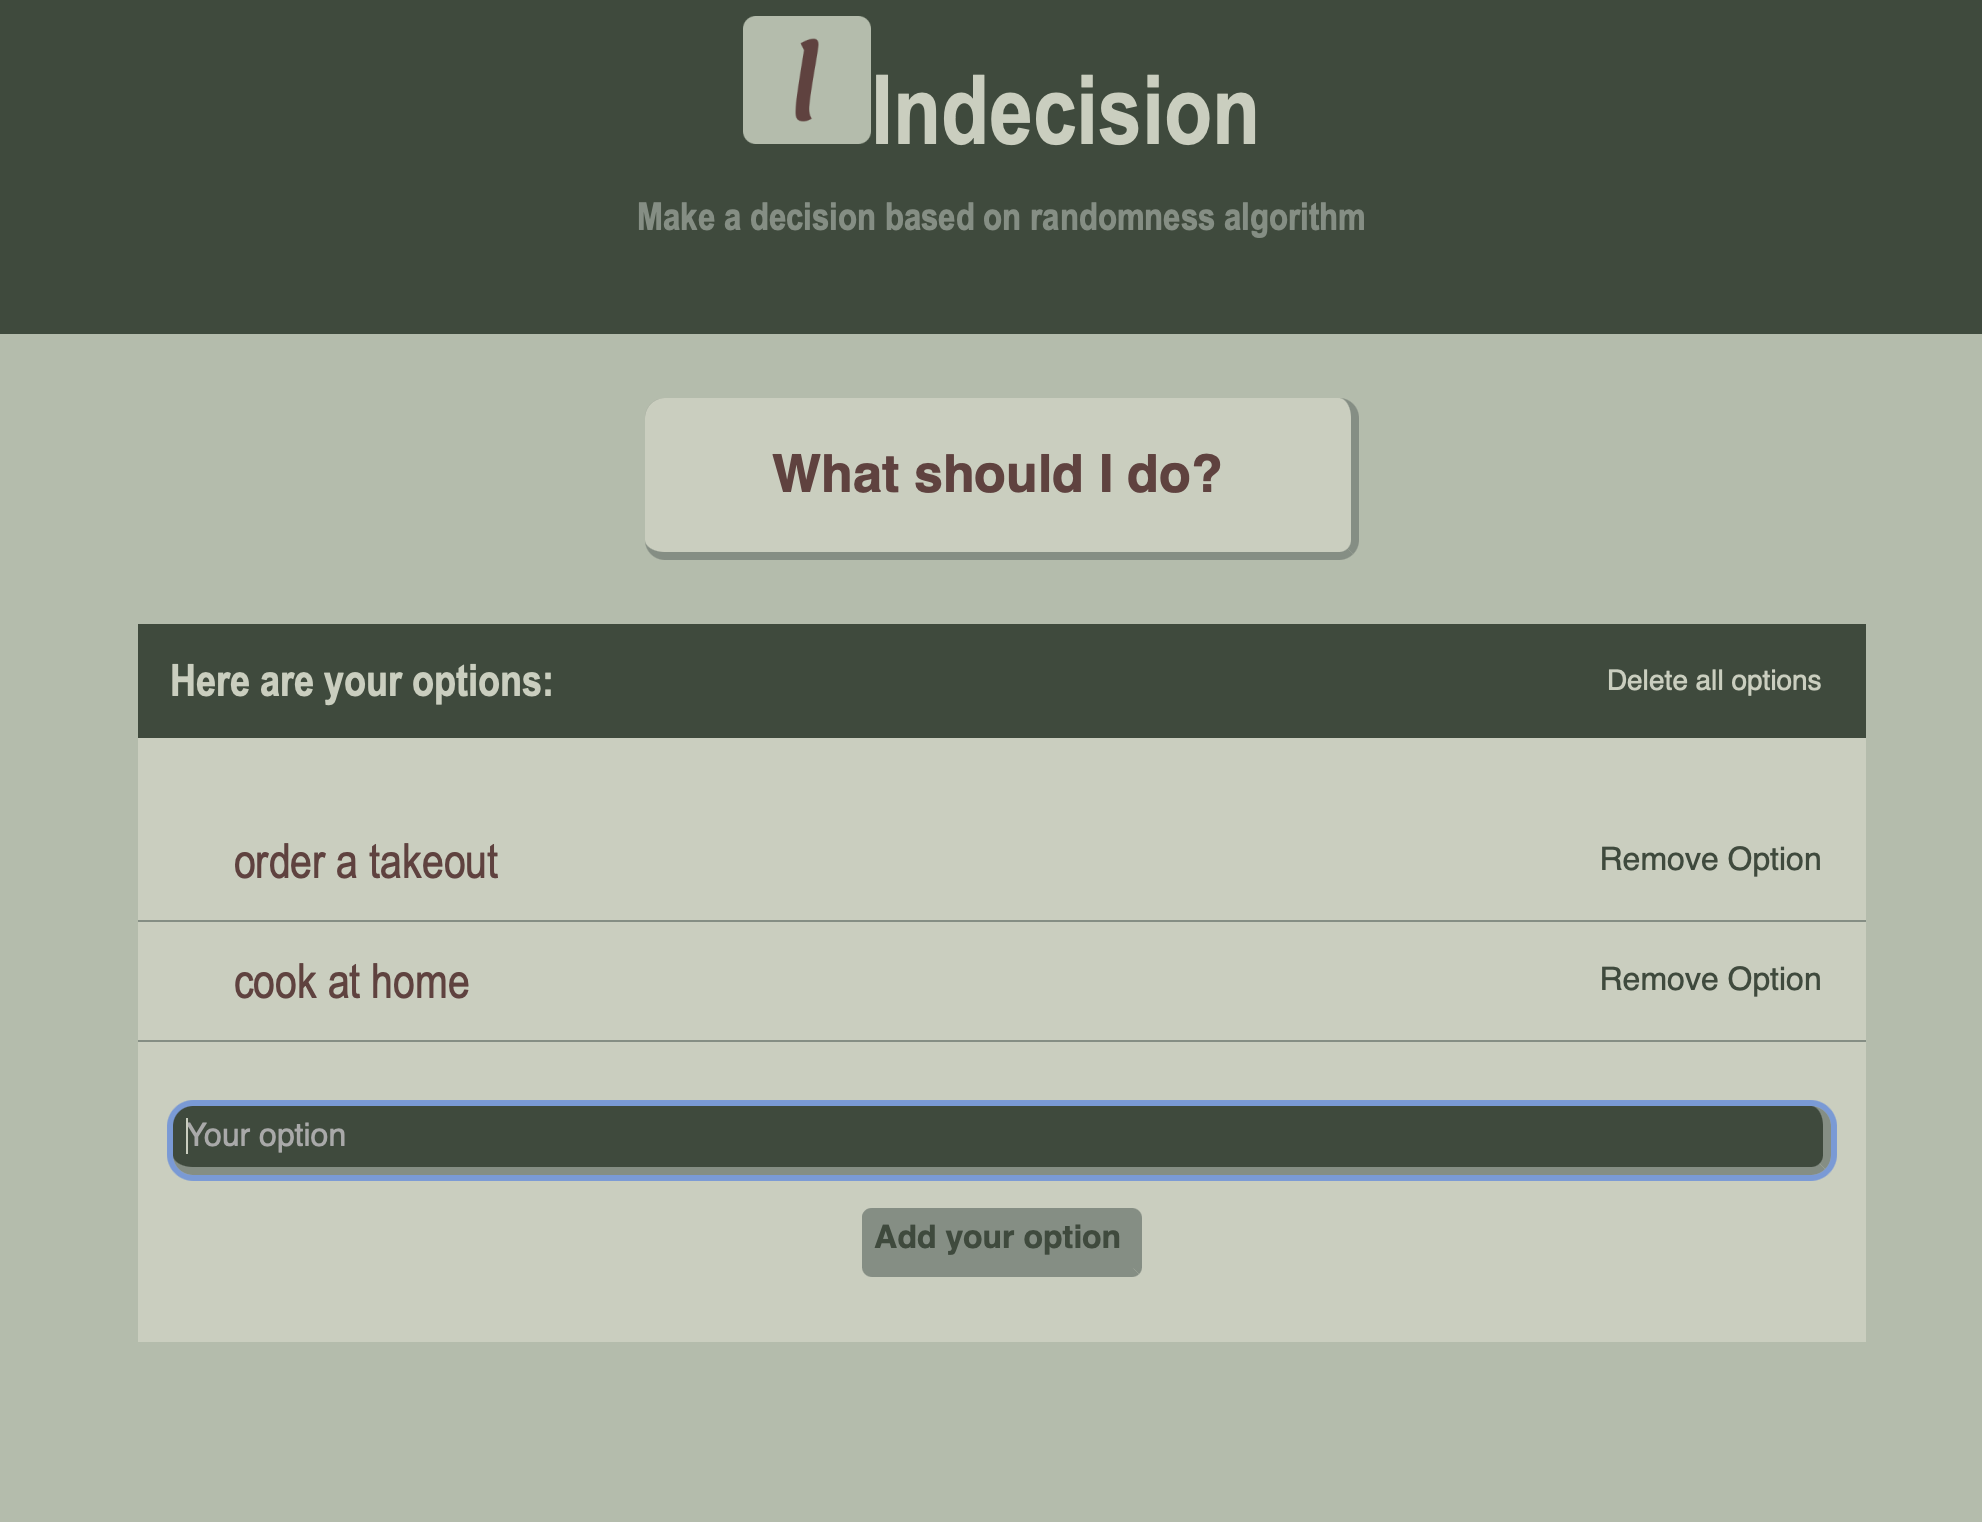 I Indecision
Make a decision based on randomness algorithm
What should I do?
Here are your options: Delete all options
order a takeout Remove Option
cook at home Remove Option
Your option
Add your option